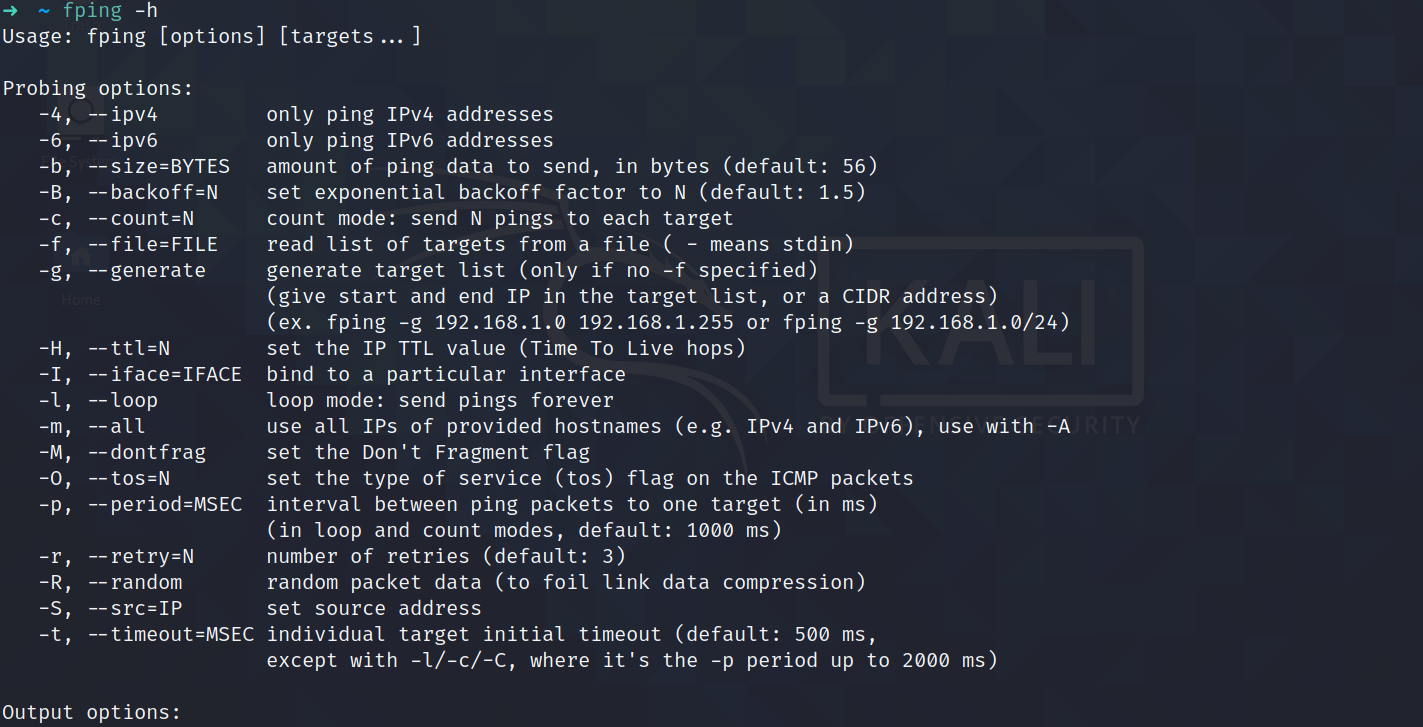 → ~ fping -h
Usage: fping [options] [targets...]

Probing options:
   -4, --ipv4         only ping IPv4 addresses
   -6, --ipv6         only ping IPv6 addresses
   -b, --size=BYTES   amount of ping data to send, in bytes (default: 56)
   -B, --backoff=N    set exponential backoff factor to N (default: 1.5)
   -c, --count=N      count mode: send N pings to each target
   -f, --file=FILE    read list of targets from a file ( - means stdin)
   -g, --generate     generate target list (only if no -f specified)
                      (give start and end IP in the target list, or a CIDR address)
                      (ex. fping -g 192.168.1.0 192.168.1.255 or fping -g 192.168.1.0/24)
   -H, --ttl=N        set the IP TTL value (Time To Live hops)
   -I, --iface=IFACE  bind to a particular interface
   -l, --loop         loop mode: send pings forever
   -m, --all          use all IPs of provided hostnames (e.g. IPv4 and IPv6), use with -A
   -M, --dontfrag     set the Don't Fragment flag
   -O, --tos=N        set the type of service (tos) flag on the ICMP packets
   -p, --period=MSEC  interval between ping packets to one target (in ms)
                      (in loop and count modes, default: 1000 ms)
   -r, --retry=N      number of retries (default: 3)
   -R, --random       random packet data (to foil link data compression)
   -S, --src=IP       set source address
   -t, --timeout=MSEC individual target initial timeout (default: 500 ms,
                      except with -l/-c/-C, where it's the -p period up to 2000 ms)

Output options:
Home
KALI